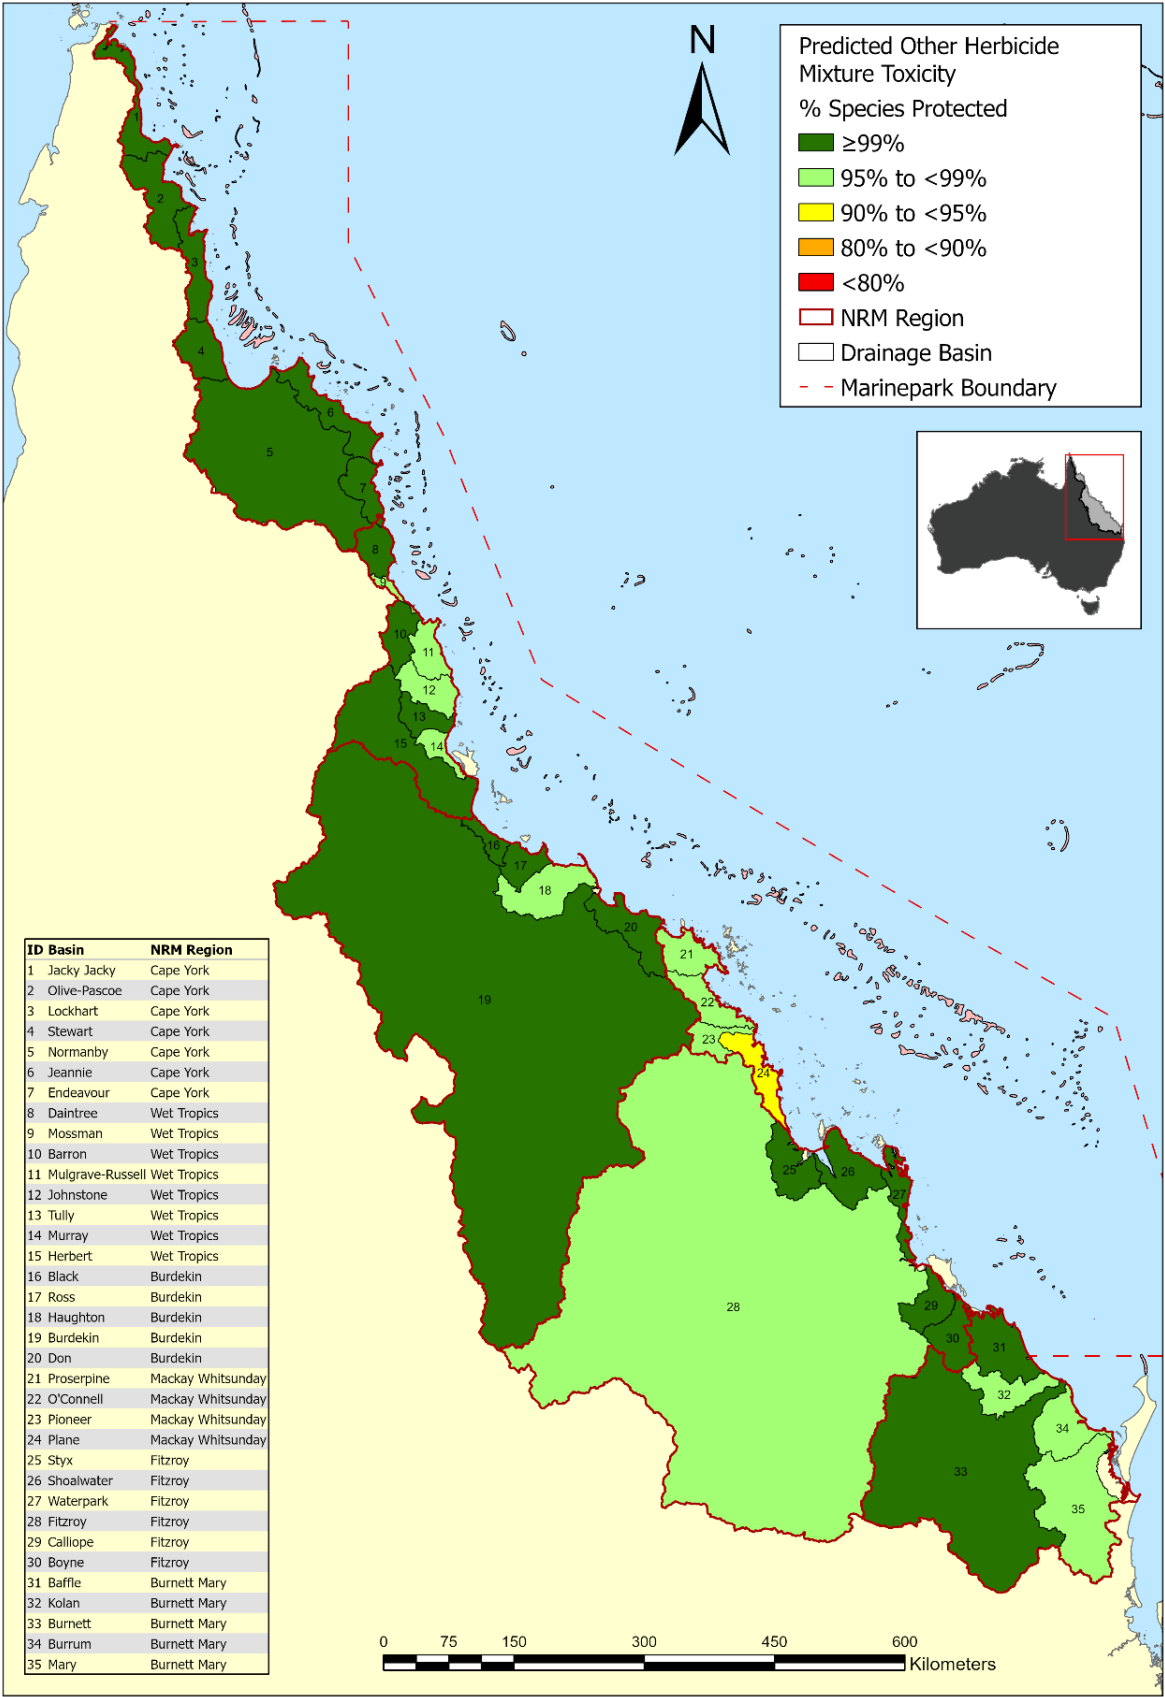 N
Predicted Other Herbicide
Mixture Toxicity
% Species Protected
≥99%
95% to <99%
90% to <95%
80% to <90%
<80%
NRM Region
Drainage Basin
Marinepark Boundary
1
2
3
4
5
6
7
8
9
10
11
12
13
14
15
16
17
18
19
20
21
22
23
24
25
26
27
28
29
30
31
32
33
34
35
ID Basin NRM Region
1 Jacky Jacky Cape York
2 Olive-Pascoe Cape York
3 Lockhart Cape York
4 Stewart Cape York
5 Normanby Cape York
6 Jeannie Cape York
7 Endeavour Cape York
8 Daintree Wet Tropics
9 Mossman Wet Tropics
10 Barron Wet Tropics
11 Mulgrave-Russell Wet Tropics
12 Johnstone Wet Tropics
13 Tully Wet Tropics
14 Murray Wet Tropics
15 Herbert Wet Tropics
16 Black Burdekin
17 Ross Burdekin
18 Haughton Burdekin
19 Burdekin Burdekin
20 Don Burdekin
21 Proserpine Mackay Whitsunday
22 O'Connell Mackay Whitsunday
23 Pioneer Mackay Whitsunday
24 Plane Mackay Whitsunday
25 Styx Fitzroy
26 Shoalwater Fitzroy
27 Waterpark Fitzroy
28 Fitzroy Fitzroy
29 Calliope Fitzroy
30 Boyne Fitzroy
31 Baffle Burnett Mary
32 Kolan Burnett Mary
33 Burnett Burnett Mary
34 Burrum Burnett Mary
35 Mary Burnett Mary
0 75 150 300 450 600
Kilometers